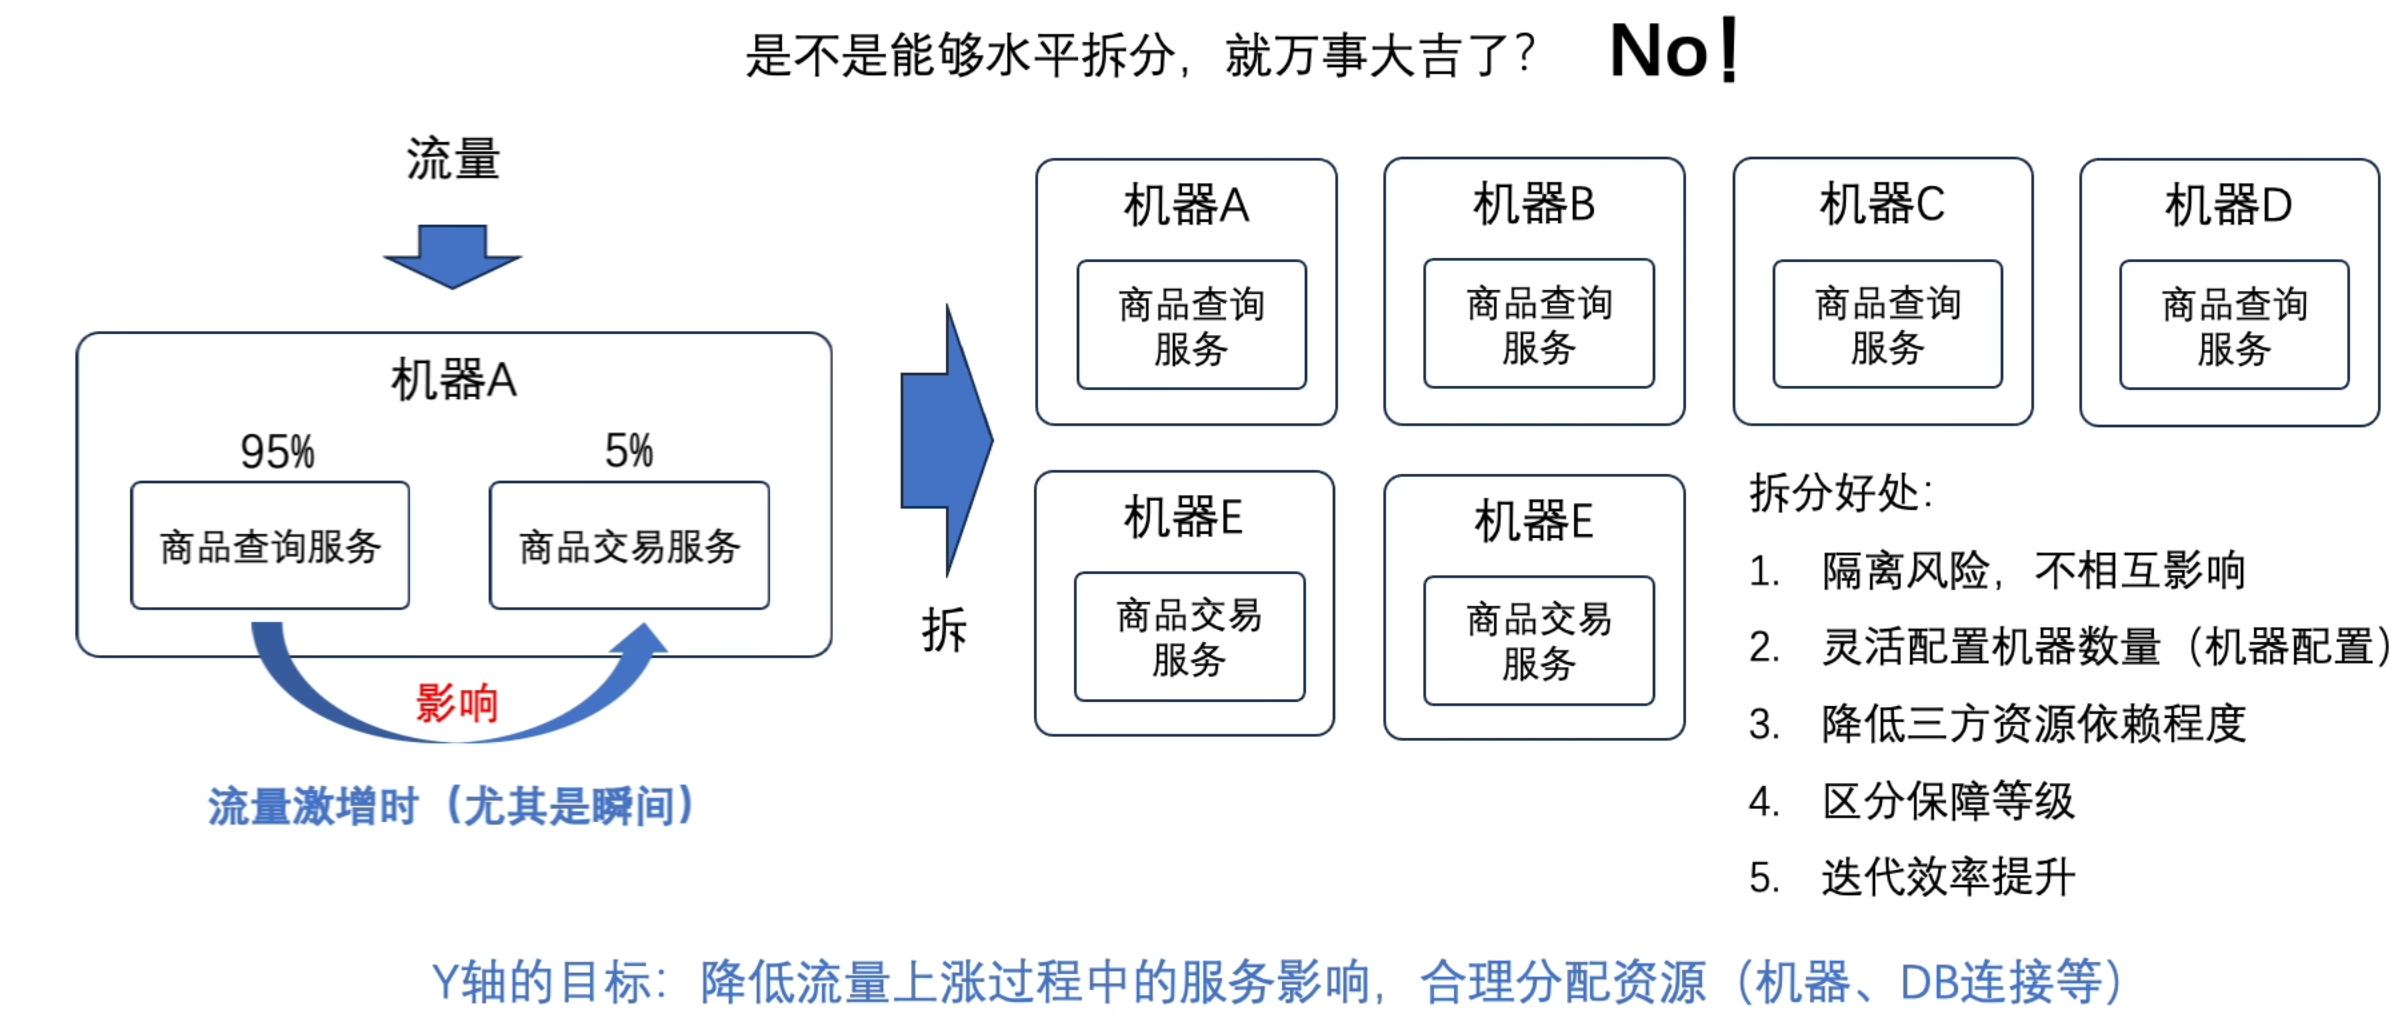 是不是能够水平拆分，就万事大吉了？ No！
流量
机器A
95%
5%
商品查询服务
商品交易服务
影响
流量激增时（尤其是瞬间）
拆
机器A
商品查询
服务
机器B
商品查询
服务
机器C
商品查询
服务
机器D
商品查询
服务
机器E
商品交易
服务
机器E
商品交易
服务
拆分好处：
1. 隔离风险，不相互影响
2. 灵活配置机器数量（机器配置）
3. 降低三方资源依赖程度
4. 区分保障等级
5. 迭代效率提升
Y轴的目标：降低流量上涨过程中的服务影响，合理分配资源（机器、DB连接等）